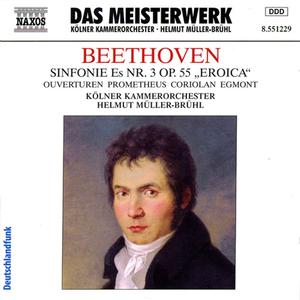 NAXOS
DAS MEISTERWERK
KÖLNER KAMMERORCHESTER · HELMUT MÜLLER-BRÜHL
DDD
8.551229
BEETHOVEN
SINFONIE Es NR. 3 OP. 55 „EROICA“
OUVERTUREN PROMETHEUS CORIOLAN EGMONT
KÖLNER KAMMERORCHESTER
HELMUT MÜLLER-BRÜHL
Deutschlandfunk